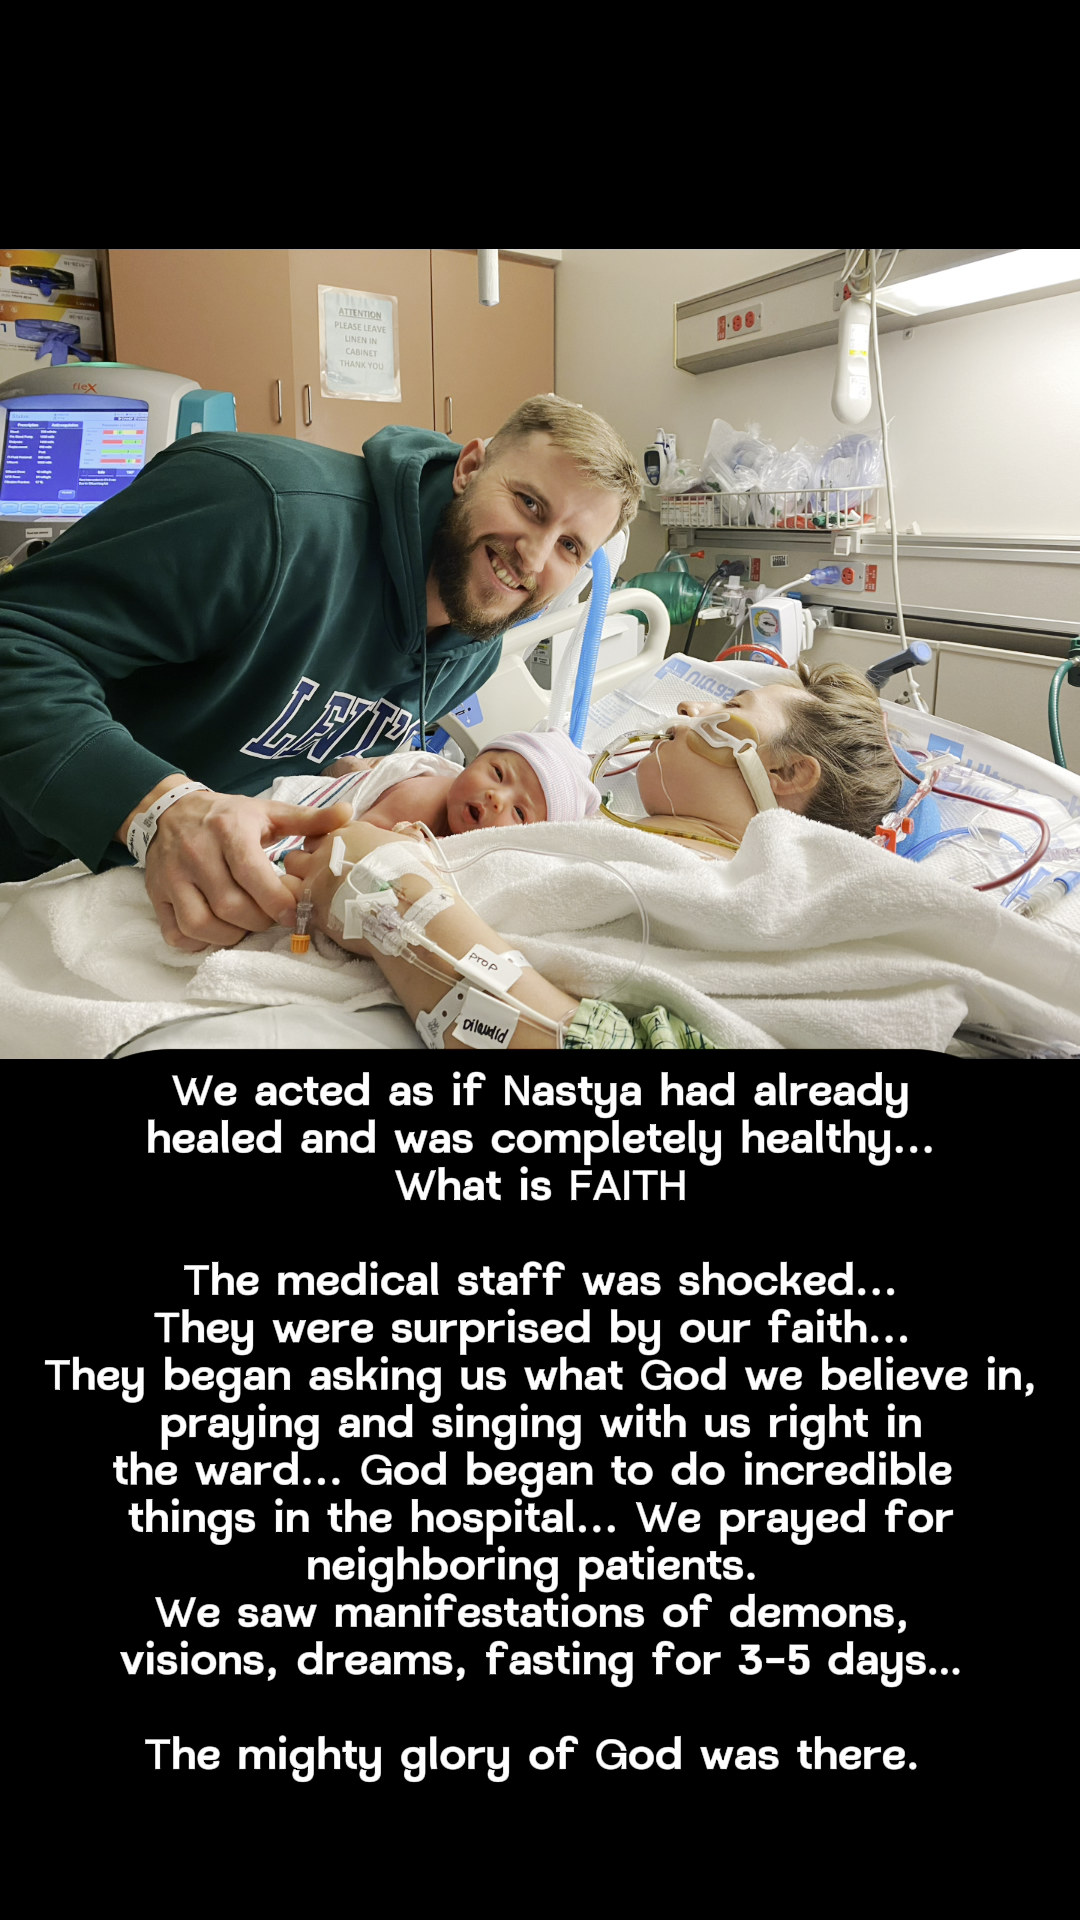 fleX
ATTENTION
PLEASE LEAVE
LINEN IN
CABINET
THANK YOU
LEVI'S
prop
Dilaudid
We acted as if Nastya had already
healed and was completely healthy...
What is FAITH
The medical staff was shocked...
They were surprised by our faith...
They began asking us what God we believe in,
praying and singing with us right in
the ward... God began to do incredible
things in the hospital... We prayed for
neighboring patients.
We saw manifestations of demons,
visions, dreams, fasting for 3-5 days...
The mighty glory of God was there.